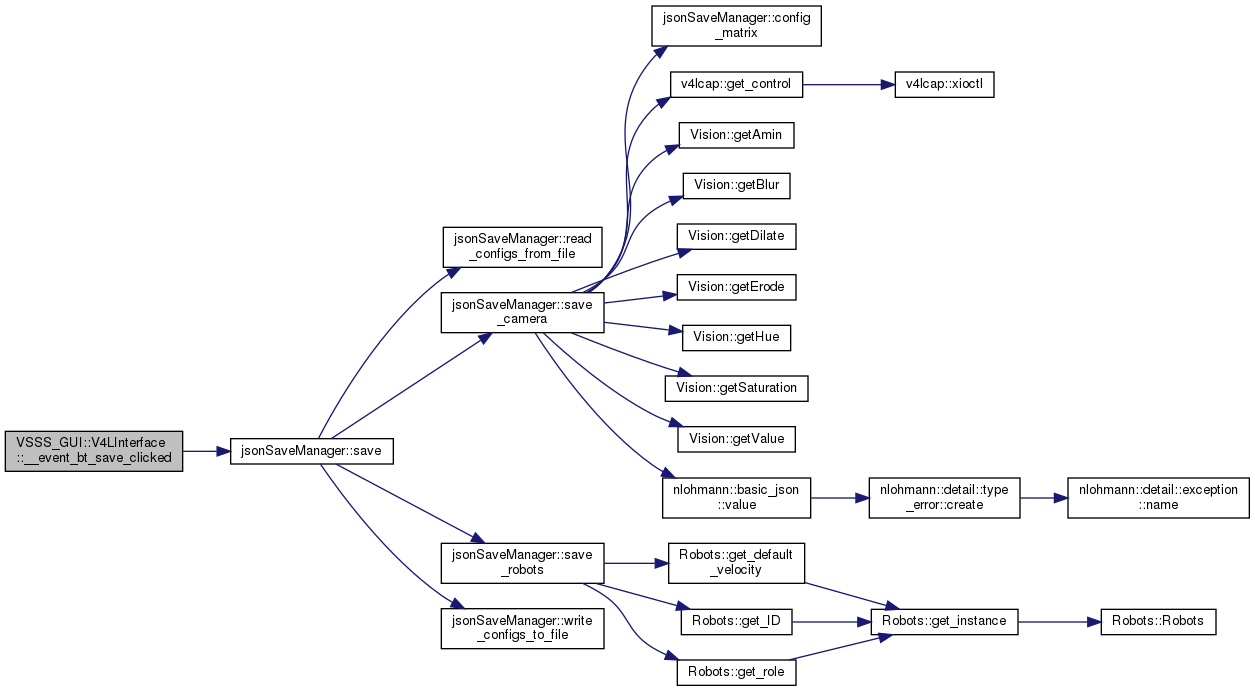 jsonSaveManager::config
_matrix
v4lcap::get_control
v4lcap::xioctl
Vision::getAmin
Vision::getBlur
Vision::getDilate
Vision::getErode
Vision::getHue
Vision::getSaturation
Vision::getValue
nlohmann::basic_json
::value
nlohmann::detail::type
_error::create
nlohmann::detail::exception
::name
jsonSaveManager::read
_configs_from_file
jsonSaveManager::save
_camera
VSSS_GUI::V4LInterface
::__event_bt_save_clicked
jsonSaveManager::save
jsonSaveManager::save
_robots
jsonSaveManager::write
_configs_to_file
Robots::get_default
_velocity
Robots::get_ID
Robots::get_role
Robots::get_instance
Robots::Robots